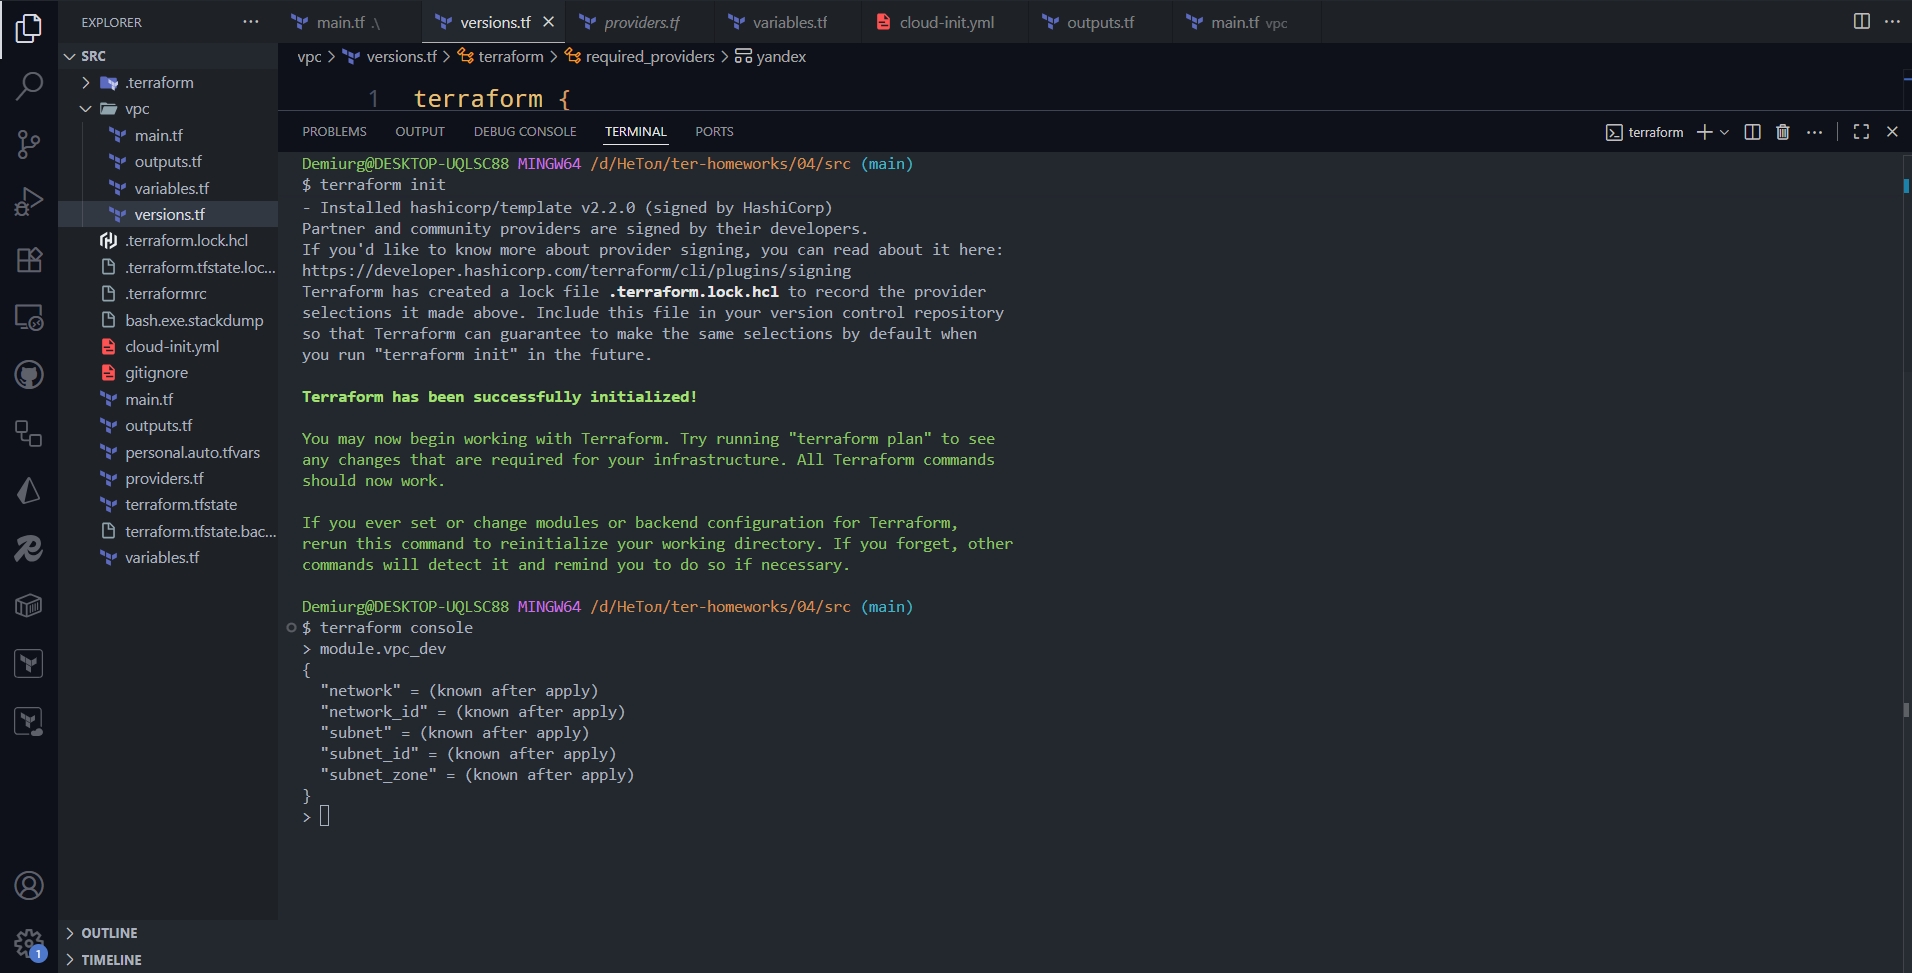 EXPLORER
main.tf .\
versions.tf
providers.tf
variables.tf
cloud-init.yml
outputs.tf
main.tf vpc
SRC
vpc > versions.tf > terraform > required_providers > yandex
.terraform
vpc
main.tf
outputs.tf
variables.tf
versions.tf
.terraform.lock.hcl
.terraform.tfstate.loc...
.terraformrc
bash.exe.stackdump
cloud-init.yml
gitignore
main.tf
outputs.tf
personal.auto.tfvars
providers.tf
terraform.tfstate
terraform.tfstate.bac...
variables.tf
1 terraform {
PROBLEMS OUTPUT DEBUG CONSOLE TERMINAL PORTS
terraform
Demiurg@DESKTOP-UQLSC88 MINGW64 /d/НеТол/ter-homeworks/04/src (main)
$ terraform init
- Installed hashicorp/template v2.2.0 (signed by HashiCorp)
Partner and community providers are signed by their developers.
If you'd like to know more about provider signing, you can read about it here:
https://developer.hashicorp.com/terraform/cli/plugins/signing
Terraform has created a lock file .terraform.lock.hcl to record the provider
selections it made above. Include this file in your version control repository
so that Terraform can guarantee to make the same selections by default when
you run "terraform init" in the future.
Terraform has been successfully initialized!
You may now begin working with Terraform. Try running "terraform plan" to see
any changes that are required for your infrastructure. All Terraform commands
should now work.
If you ever set or change modules or backend configuration for Terraform,
rerun this command to reinitialize your working directory. If you forget, other
commands will detect it and remind you to do so if necessary.
Demiurg@DESKTOP-UQLSC88 MINGW64 /d/НеТол/ter-homeworks/04/src (main)
$ terraform console
> module.vpc_dev
{
"network" = (known after apply)
"network_id" = (known after apply)
"subnet" = (known after apply)
"subnet_id" = (known after apply)
"subnet_zone" = (known after apply)
}
>
OUTLINE
TIMELINE
1